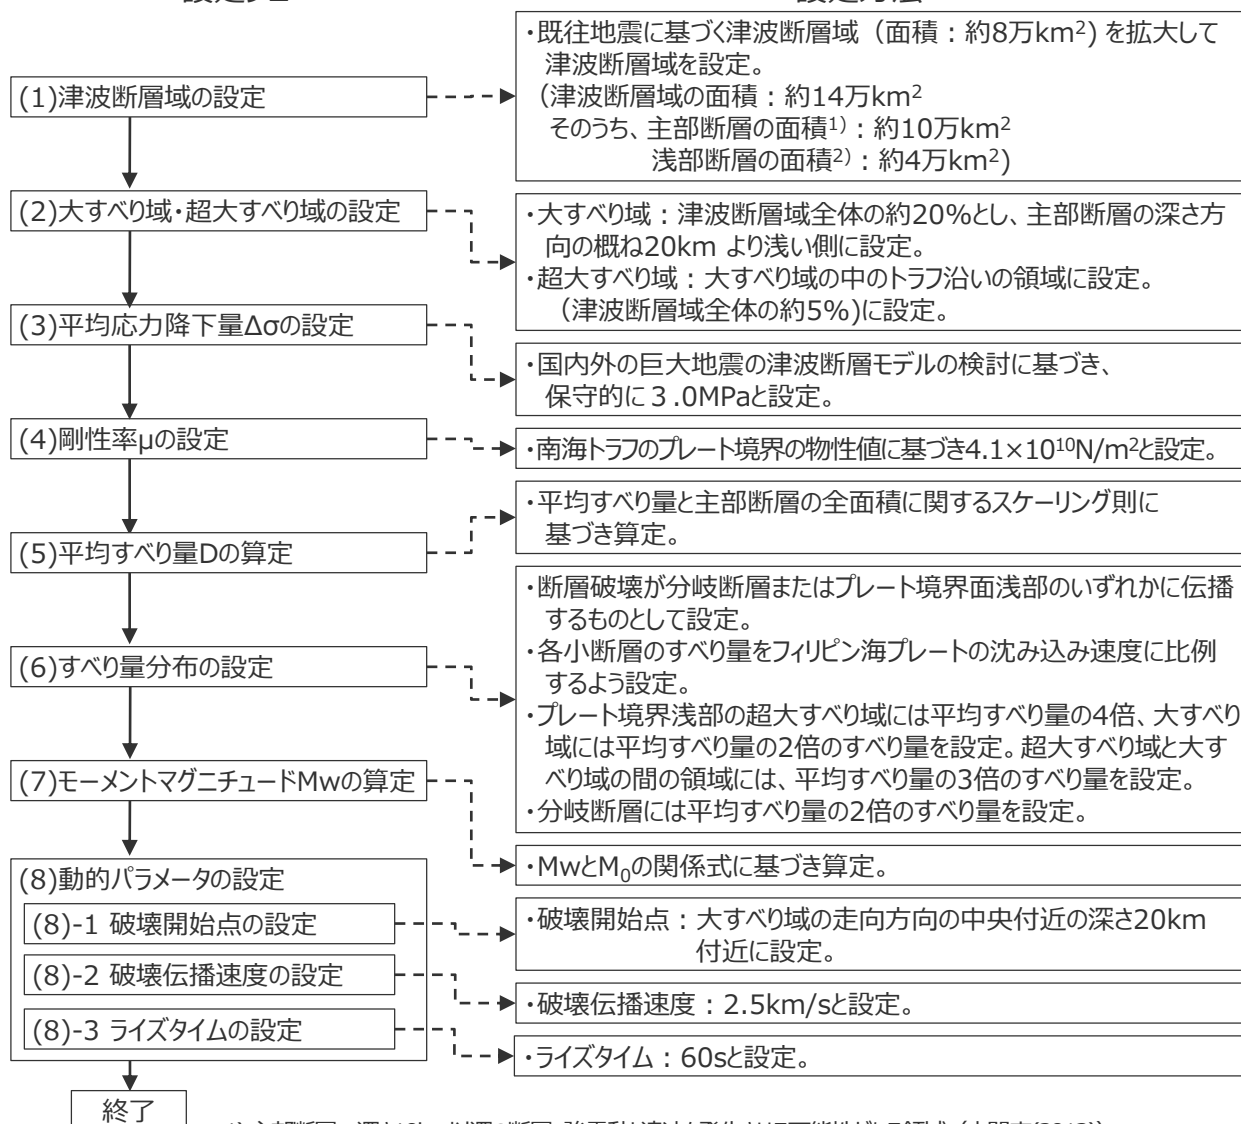 (1)津波断層域の設定
・既往地震に基づく津波断層域（面積：約8万km2) を拡大して
津波断層域を設定。
（津波断層域の面積：約14万km2
そのうち、主部断層の面積1)：約10万km2
浅部断層の面積2)：約4万km2)
(2)大すべり域・超大すべり域の設定
・大すべり域：津波断層域全体の約20%とし、主部断層の深さ方
向の概ね20km より浅い側に設定。
・超大すべり域：大すべり域の中のトラフ沿いの領域に設定。
（津波断層域全体の約5%)に設定。
(3)平均応力降下量Δσの設定
・国内外の巨大地震の津波断層モデルの検討に基づき、
保守的に３.0MPaと設定。
(4)剛性率μの設定
・南海トラフのプレート境界の物性値に基づき4.1×1010N/m2と設定。
(5)平均すべり量Dの算定
・平均すべり量と主部断層の全面積に関するスケーリング則に
基づき算定。
(6)すべり量分布の設定
・断層破壊が分岐断層またはプレート境界面浅部のいずれかに伝播
するものとして設定。
・各小断層のすべり量をフィリピン海プレートの沈み込み速度に比例
するよう設定。
・プレート境界浅部の超大すべり域には平均すべり量の4倍、大すべり
域には平均すべり量の2倍のすべり量を設定。超大すべり域と大す
べり域の間の領域には、平均すべり量の3倍のすべり量を設定。
・分岐断層には平均すべり量の2倍のすべり量を設定。
(7)モーメントマグニチュードMwの算定
・MwとM0の関係式に基づき算定。
(8)動的パラメータの設定
(8)-1 破壊開始点の設定
・破壊開始点：大すべり域の走向方向の中央付近の深さ20km
付近に設定。
(8)-2 破壊伝播速度の設定
・破壊伝播速度：2.5km/sと設定。
(8)-3 ライズタイムの設定
・ライズタイム：60sと設定。
終了